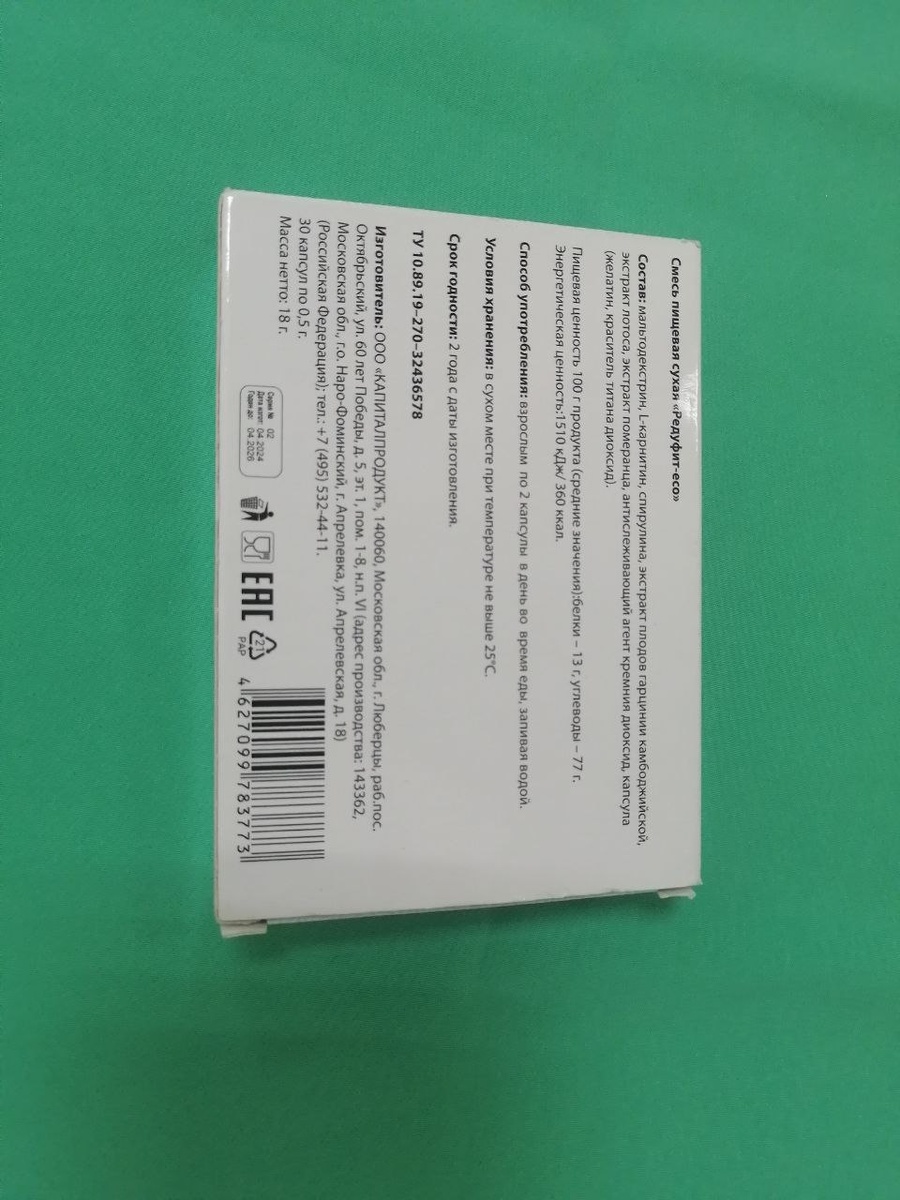 Смесь пищевая сухая «Редуфит-eco»
Состав: мальтодекстрин, L-карнитин, спирулина, экстракт плодов гарцинии камбоджийской,
экстракт лотоса, экстракт померанца, антислеживающий агент кремния диоксид, капсула
(желатин, краситель титана диоксид).
Пищевая ценность 100 г продукта (средние значения):белки – 13 г, углеводы – 77 г.
Энергетическая ценность:1510 кДж/ 360 ккал.
Способ употребления: взрослым по 2 капсулы в день во время еды, запивая водой.
Условия хранения: в сухом месте при температуре не выше 25°С.
Срок годности: 2 года с даты изготовления.
ТУ 10.89.19–270–32436578
Изготовитель: ООО «КАПИТАЛПРОДУКТ», 140060, Московская обл., г. Люберцы, раб.пос.
Октябрьский, ул. 60 лет Победы, д. 5, эт. 1, пом. 1-8, н.п. VI (адрес производства: 143362,
Московская обл., г.о. Наро-Фоминский, г. Апрелевка, ул. Апрелевская, д. 18)
(Российская Федерация); тел.: +7 (495) 532-44-11.
30 капсул по 0,5 г.
Масса нетто: 18 г.
Серия № 02
Дата изгот: 04 2024
Годен до: 04 2026
EAC
21
PAP
4 627099 783773